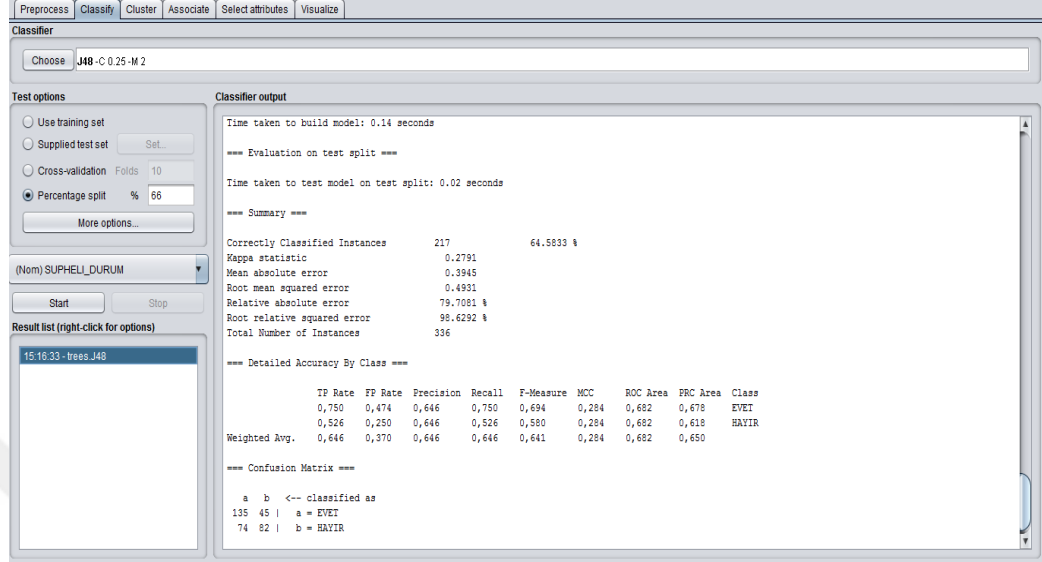 Preprocess Classify Cluster Associate Select attributes Visualize
Classifier
Choose J48 -C 0.25 -M 2
Test options
Use training set
Supplied test set Set...
Cross-validation Folds 10
Percentage split % 66
More options...
(Nom) SUPHELI_DURUM
Start Stop
Result list (right-click for options)
15:16:33 - trees.J48
Classifier output
Time taken to build model: 0.14 seconds
=== Evaluation on test split ===
Time taken to test model on test split: 0.02 seconds
=== Summary ===
Correctly Classified Instances 217 64.5833 %
Kappa statistic 0.2791
Mean absolute error 0.3945
Root mean squared error 0.4931
Relative absolute error 79.7081 %
Root relative squared error 98.6292 %
Total Number of Instances 336
=== Detailed Accuracy By Class ===
TP Rate FP Rate Precision Recall F-Measure MCC ROC Area PRC Area Class
0,750 0,474 0,646 0,750 0,694 0,284 0,682 0,678 EVET
0,526 0,250 0,646 0,526 0,580 0,284 0,682 0,618 HAYIR
Weighted Avg. 0,646 0,370 0,646 0,646 0,641 0,284 0,682 0,650
=== Confusion Matrix ===
a b <-- classified as
135 45 | a = EVET
74 82 | b = HAYIR